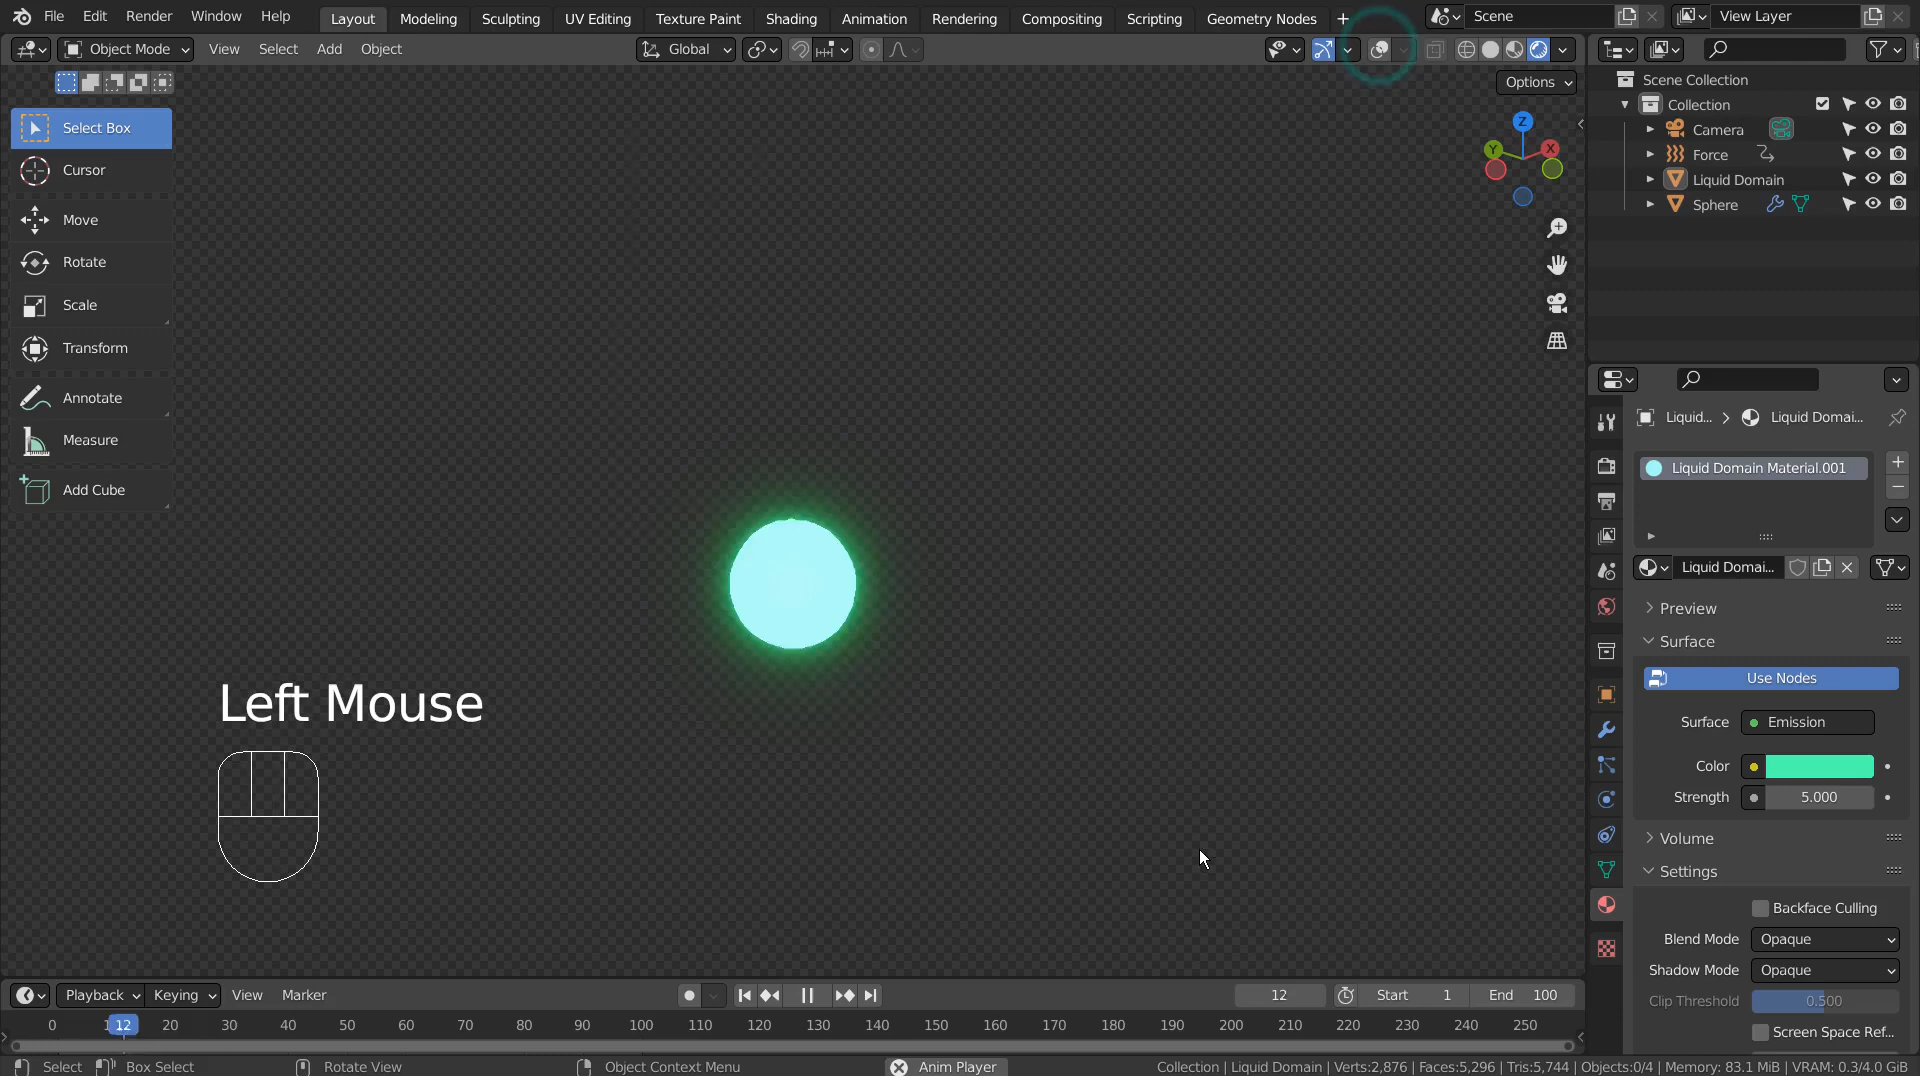 File Edit Render Window Help Layout Modeling Sculpting UV Editing Texture Paint Shading Animation Rendering Compositing Scripting Geometry Nodes + Scene View Layer
Object Mode View Select Add Object Global
Options
Scene Collection
Collection
Camera
Force
Liquid Domain
Sphere
Select Box
Cursor
Move
Rotate
Scale
Transform
Annotate
Measure
Add Cube
Z
Y X
Liquid... > Liquid Domai...
Liquid Domain Material.001
Liquid Domai...
Preview
Surface
Use Nodes
Surface Emission
Color
Strength 5.000
Volume
Settings
Backface Culling
Blend Mode Opaque
Shadow Mode Opaque
Clip Threshold 0.500
Screen Space Ref...
Left Mouse
Playback Keying View Marker 12 Start 1 End 100
0 12 20 30 40 50 60 70 80 90 100 110 120 130 140 150 160 170 180 190 200 210 220 230 240 250
Select Box Select Rotate View Object Context Menu Anim Player Collection | Liquid Domain | Verts:2,876 | Faces:5,296 | Tris:5,744 | Objects:0/4 | Memory: 83.1 MiB | VRAM: 0.3/4.0 GiB